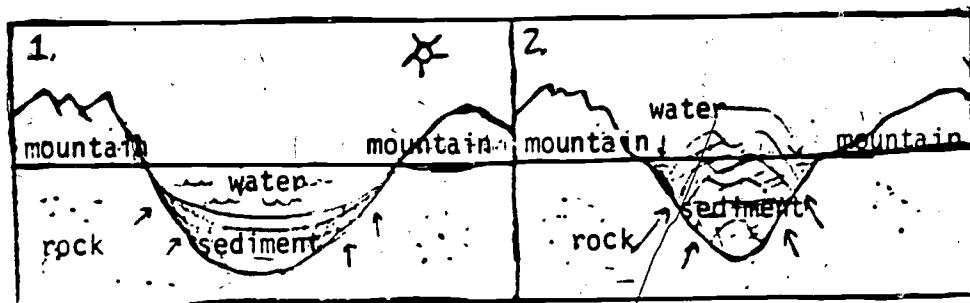 1.
mountain
mountain
water
sediment
rock
2.
water
mountain
mountain
sediment
rock